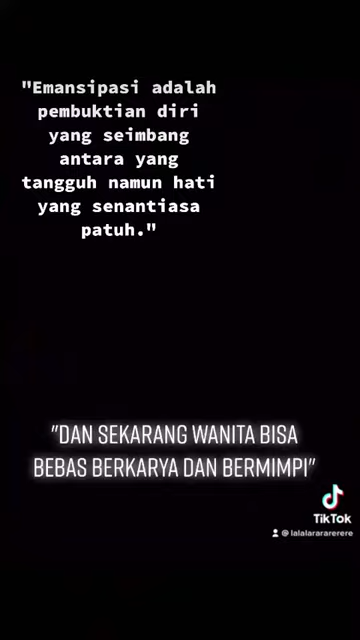 "Emansipasi adalah
pembuktian diri
yang seimbang
antara yang
tangguh namun hati
yang senantiasa
patuh."
"DAN SEKARANG WANITA BISA
BEBAS BERKARYA DAN BERMIMPI"
TikTok
@lalalarararerere